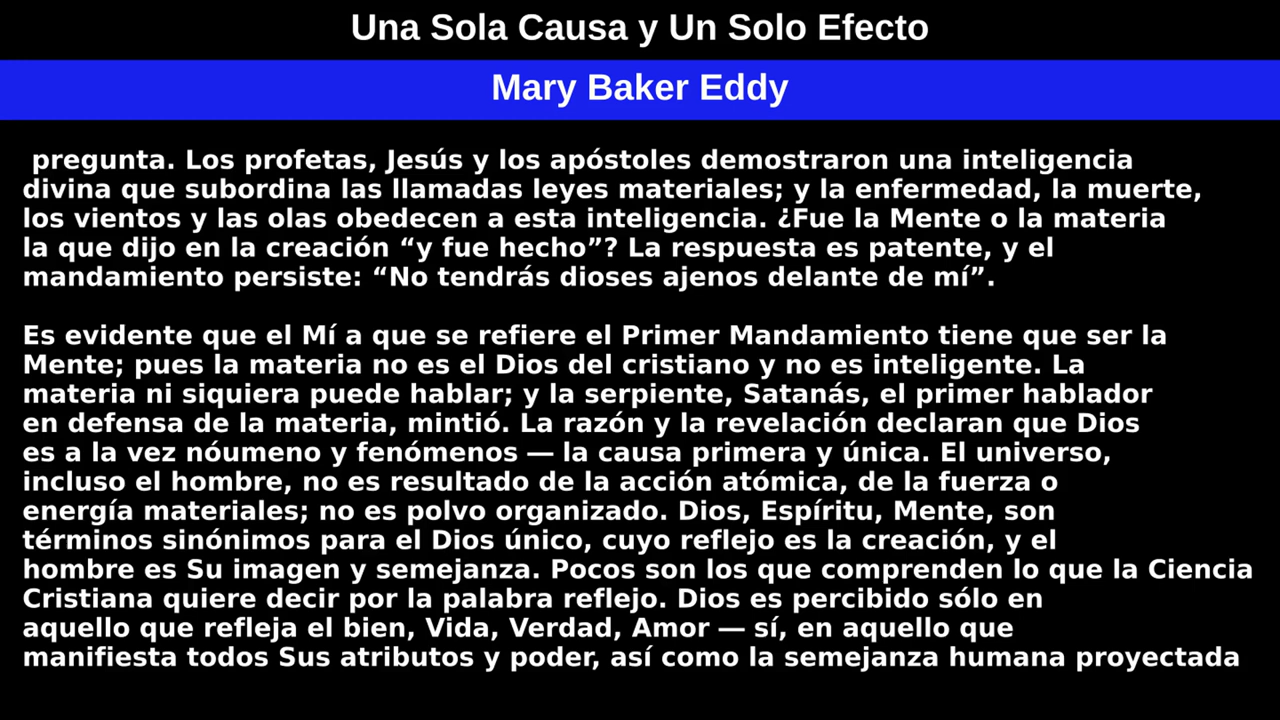 Una Sola Causa y Un Solo Efecto
Mary Baker Eddy
pregunta. Los profetas, Jesús y los apóstoles demostraron una inteligencia
divina que subordina las llamadas leyes materiales; y la enfermedad, la muerte,
los vientos y las olas obedecen a esta inteligencia. ¿Fue la Mente o la materia
la que dijo en la creación “y fue hecho”? La respuesta es patente, y el
mandamiento persiste: “No tendrás dioses ajenos delante de mí”.
Es evidente que el Mí a que se refiere el Primer Mandamiento tiene que ser la
Mente; pues la materia no es el Dios del cristiano y no es inteligente. La
materia ni siquiera puede hablar; y la serpiente, Satanás, el primer hablador
en defensa de la materia, mintió. La razón y la revelación declaran que Dios
es a la vez nóumeno y fenómenos — la causa primera y única. El universo,
incluso el hombre, no es resultado de la acción atómica, de la fuerza o
energía materiales; no es polvo organizado. Dios, Espíritu, Mente, son
términos sinónimos para el Dios único, cuyo reflejo es la creación, y el
hombre es Su imagen y semejanza. Pocos son los que comprenden lo que la Ciencia
Cristiana quiere decir por la palabra reflejo. Dios es percibido sólo en
aquello que refleja el bien, Vida, Verdad, Amor — sí, en aquello que
manifiesta todos Sus atributos y poder, así como la semejanza humana proyectada